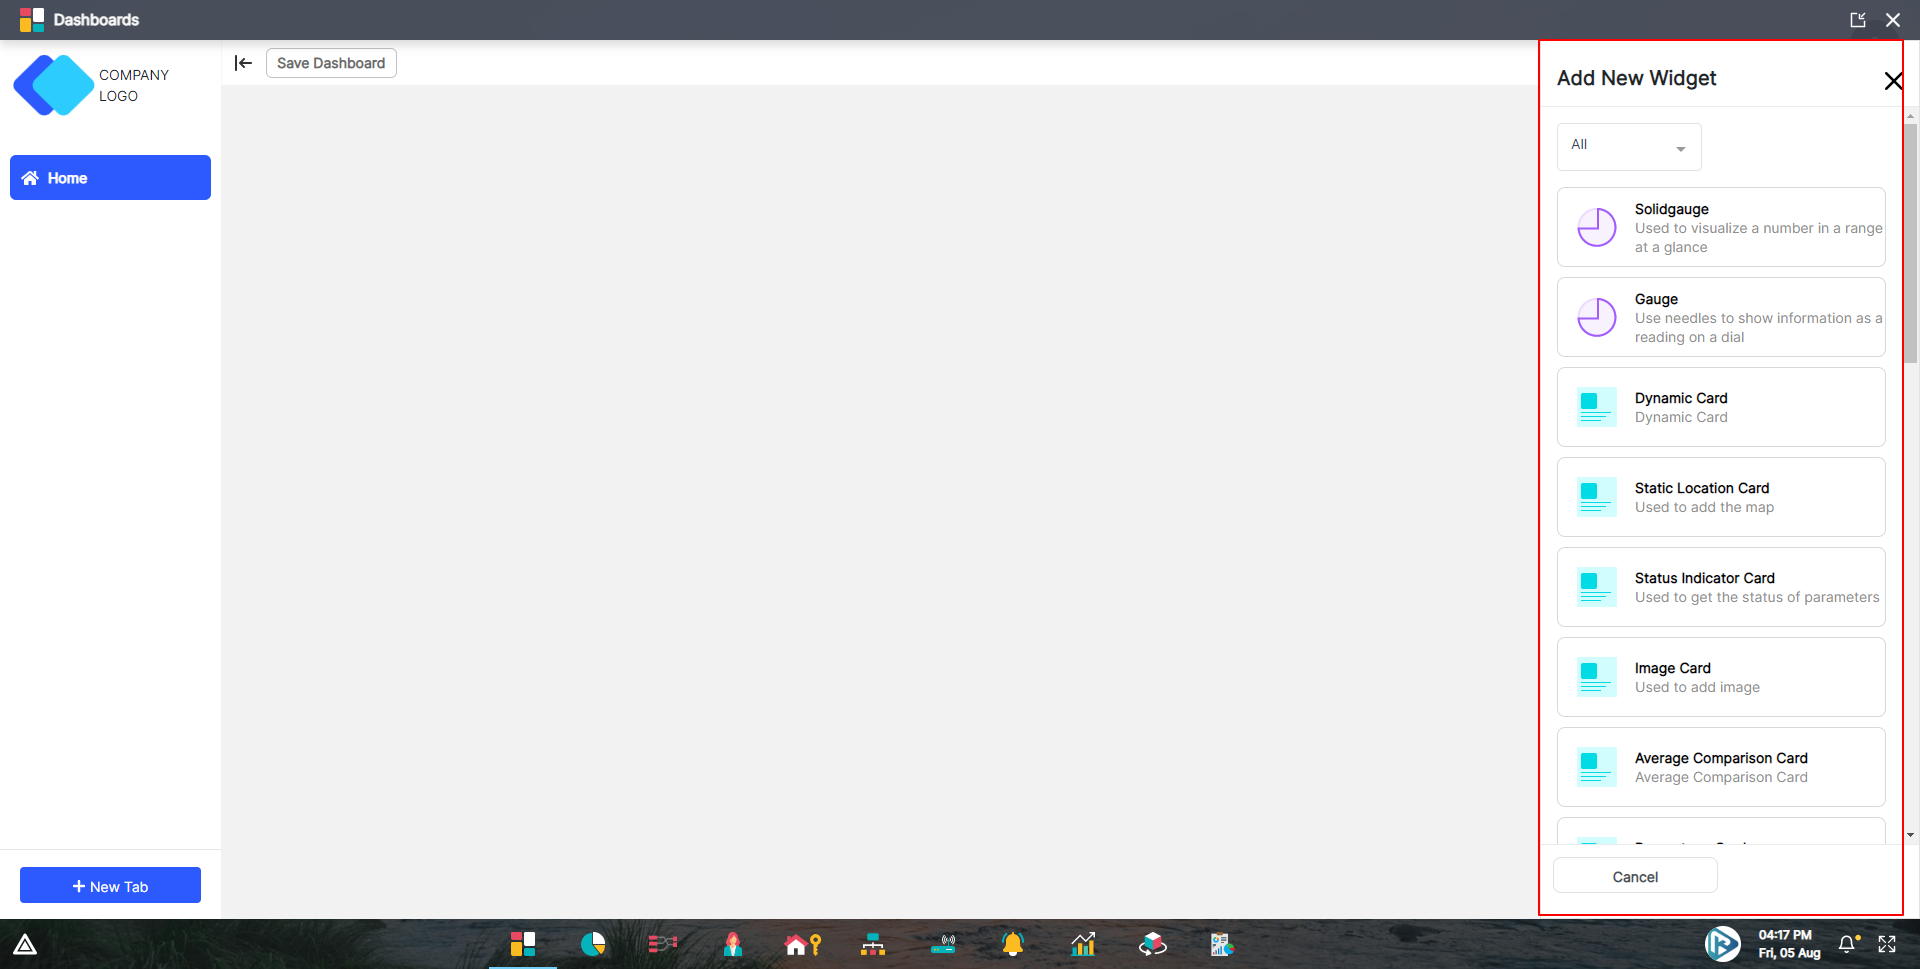 Dashboards
COMPANY
LOGO
Save Dashboard
Home
New Tab
Add New Widget
All
Solidgauge
Used to visualize a number in a range
at a glance
Gauge
Use needles to show information as a
reading on a dial
Dynamic Card
Dynamic Card
Static Location Card
Used to add the map
Status Indicator Card
Used to get the status of parameters
Image Card
Used to add image
Average Comparison Card
Average Comparison Card
Cancel
04:17 PM
Fri, 05 Aug